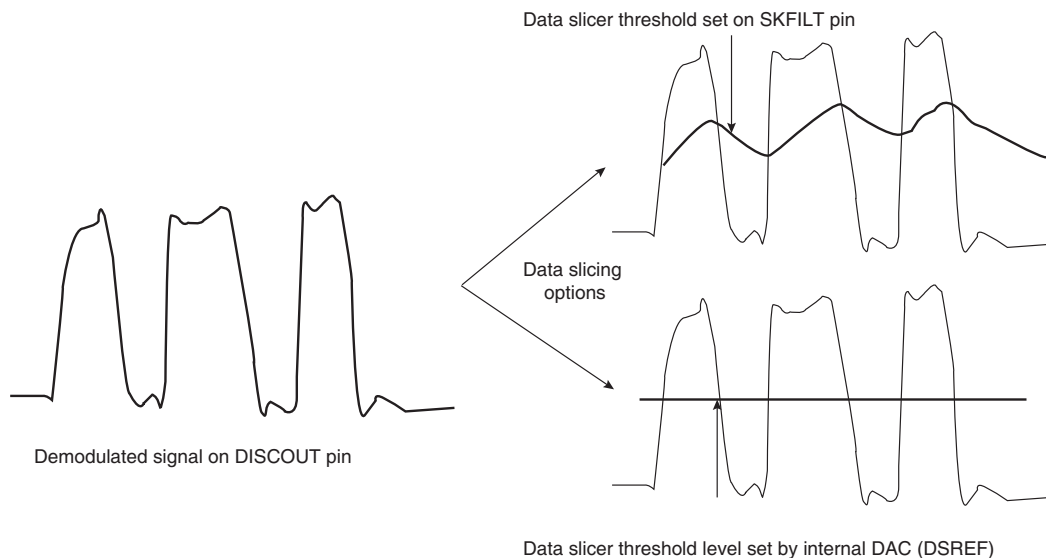 Data slicer threshold set on SKFILT pin
Data slicing
options
Demodulated signal on DISCOUT pin
Data slicer threshold level set by internal DAC (DSREF)